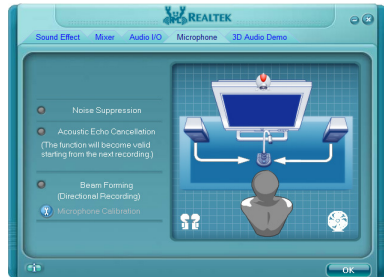 REALTEK
Sound Effect Mixer Audio I/O Microphone 3D Audio Demo
Noise Suppression
Acoustic Echo Cancellation
(The function will become valid
starting from the next recording.)
Beam Forming
(Directional Recording)
Microphone Calibration
OK